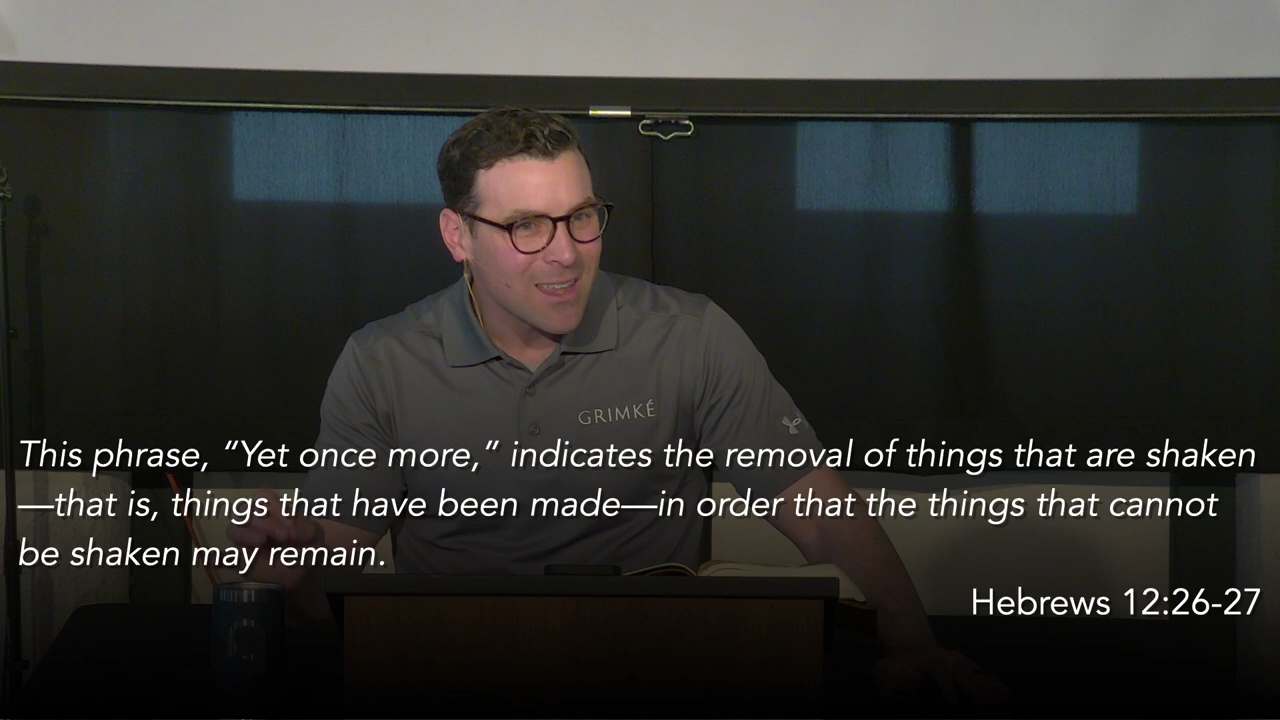 GRIMKÉ
This phrase, “Yet once more,” indicates the removal of things that are shaken
—that is, things that have been made—in order that the things that cannot
be shaken may remain.
Hebrews 12:26-27